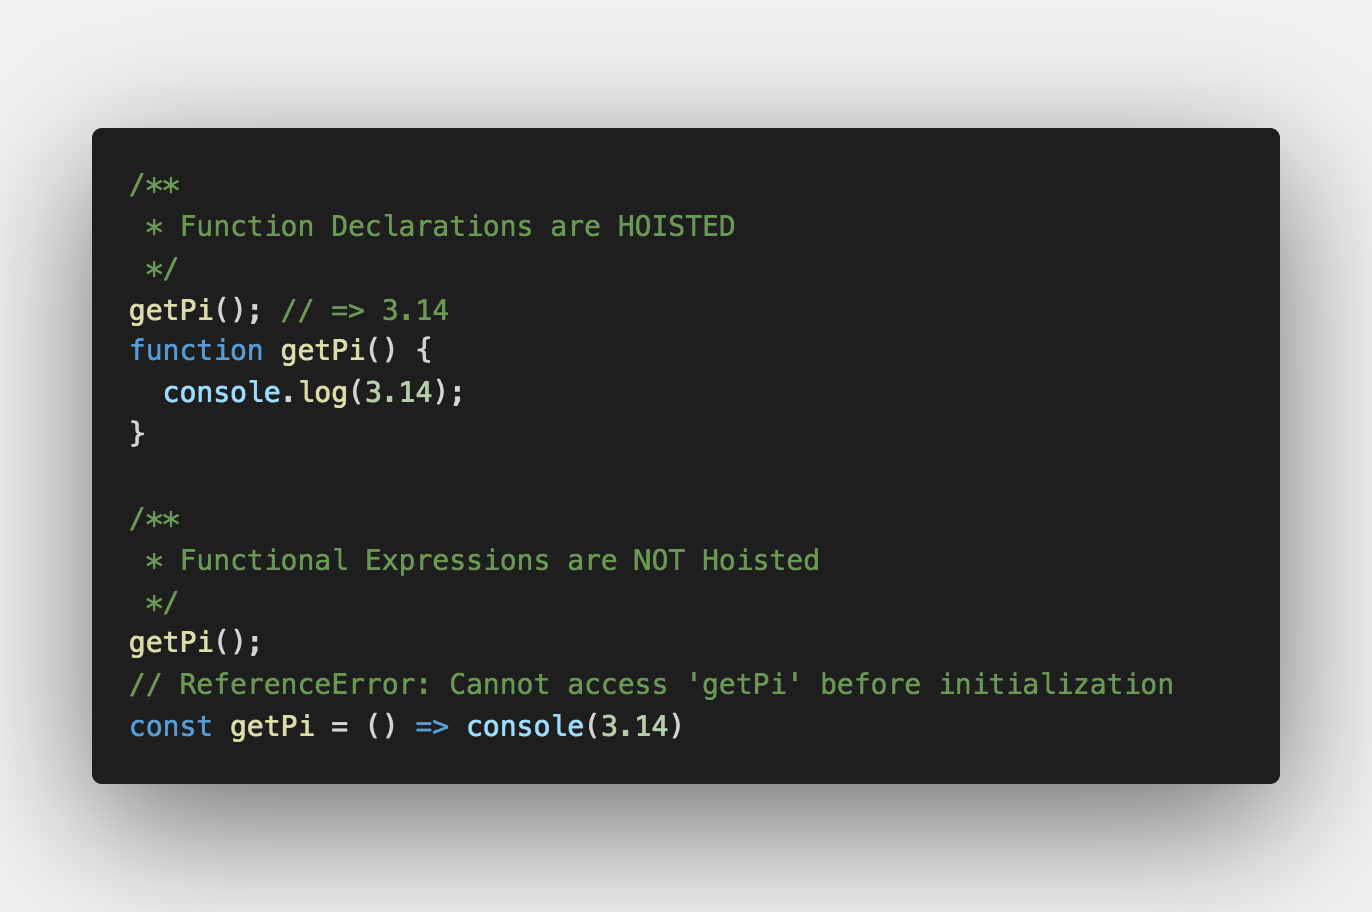 /**
 * Function Declarations are HOISTED
 */
getPi(); // => 3.14
function getPi() {
  console.log(3.14);
}

/**
 * Functional Expressions are NOT Hoisted
 */
getPi();
// ReferenceError: Cannot access 'getPi' before initialization
const getPi = () => console(3.14)